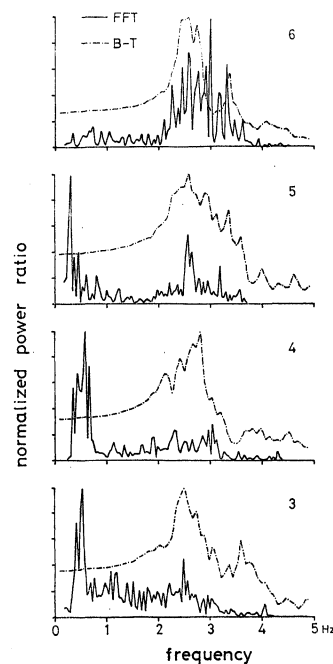 FFT
B-T
6
5
4
3
normalized power ratio
0 1 2 3 4 5 Hz
frequency